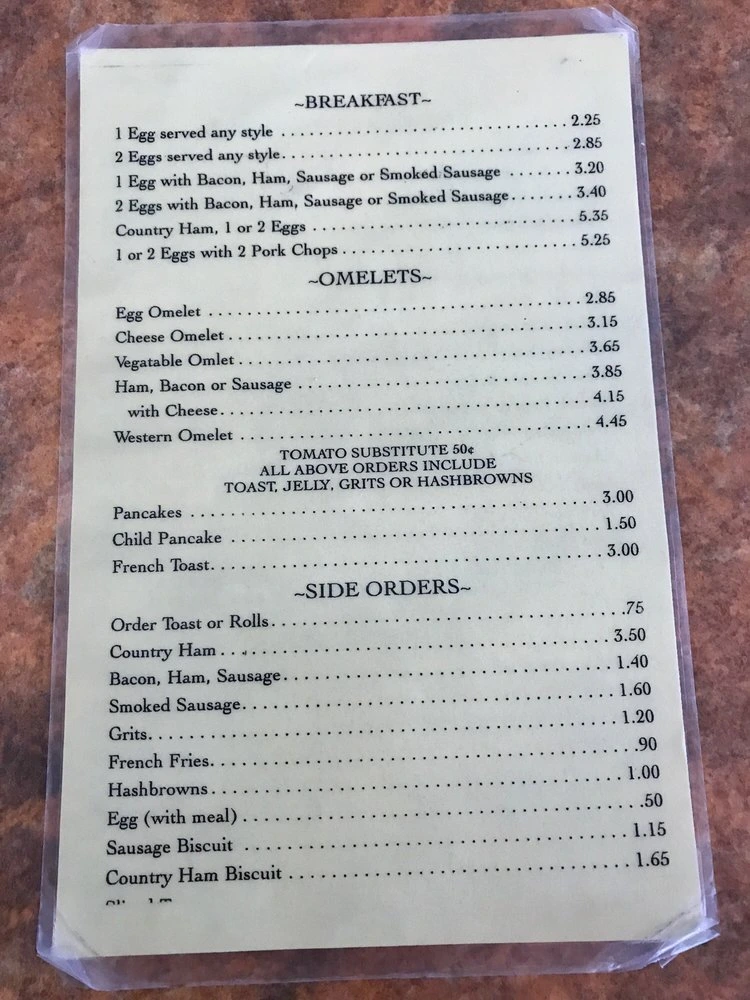 ~BREAKFAST~
1 Egg served any style . . . . . . . . . . . . . . . . . . . . . . . . . . . . . 2.25
2 Eggs served any style. . . . . . . . . . . . . . . . . . . . . . . . . . . . . 2.85
1 Egg with Bacon, Ham, Sausage or Smoked Sausage . . . . . . . 3.20
2 Eggs with Bacon, Ham, Sausage or Smoked Sausage. . . . . . . 3.40
Country Ham, 1 or 2 Eggs . . . . . . . . . . . . . . . . . . . . . . . . . . . 5.35
1 or 2 Eggs with 2 Pork Chops . . . . . . . . . . . . . . . . . . . . . . . . 5.25
~OMELETS~
Egg Omelet . . . . . . . . . . . . . . . . . . . . . . . . . . . . . . . . . . . . . 2.85
Cheese Omelet . . . . . . . . . . . . . . . . . . . . . . . . . . . . . . . . . . . 3.15
Vegatable Omlet . . . . . . . . . . . . . . . . . . . . . . . . . . . . . . . . . . 3.65
Ham, Bacon or Sausage . . . . . . . . . . . . . . . . . . . . . . . . . . . . 3.85
with Cheese. . . . . . . . . . . . . . . . . . . . . . . . . . . . . . . . . . . . 4.15
Western Omelet . . . . . . . . . . . . . . . . . . . . . . . . . . . . . . . . . . 4.45
TOMATO SUBSTITUTE 50¢
ALL ABOVE ORDERS INCLUDE
TOAST, JELLY, GRITS OR HASHBROWNS
Pancakes . . . . . . . . . . . . . . . . . . . . . . . . . . . . . . . . . . . . . . . 3.00
Child Pancake . . . . . . . . . . . . . . . . . . . . . . . . . . . . . . . . . . . 1.50
French Toast. . . . . . . . . . . . . . . . . . . . . . . . . . . . . . . . . . . . . 3.00
~SIDE ORDERS~
Order Toast or Rolls . . . . . . . . . . . . . . . . . . . . . . . . . . . . . . . .75
Country Ham . . . . . . . . . . . . . . . . . . . . . . . . . . . . . . . . . . . . 3.50
Bacon, Ham, Sausage. . . . . . . . . . . . . . . . . . . . . . . . . . . . . . 1.40
Smoked Sausage. . . . . . . . . . . . . . . . . . . . . . . . . . . . . . . . . . 1.60
Grits. . . . . . . . . . . . . . . . . . . . . . . . . . . . . . . . . . . . . . . . . . . 1.20
French Fries. . . . . . . . . . . . . . . . . . . . . . . . . . . . . . . . . . . . . .90
Hashbrowns . . . . . . . . . . . . . . . . . . . . . . . . . . . . . . . . . . . . . 1.00
Egg (with meal) . . . . . . . . . . . . . . . . . . . . . . . . . . . . . . . . . . .50
Sausage Biscuit . . . . . . . . . . . . . . . . . . . . . . . . . . . . . . . . . . 1.15
Country Ham Biscuit . . . . . . . . . . . . . . . . . . . . . . . . . . . . . . 1.65